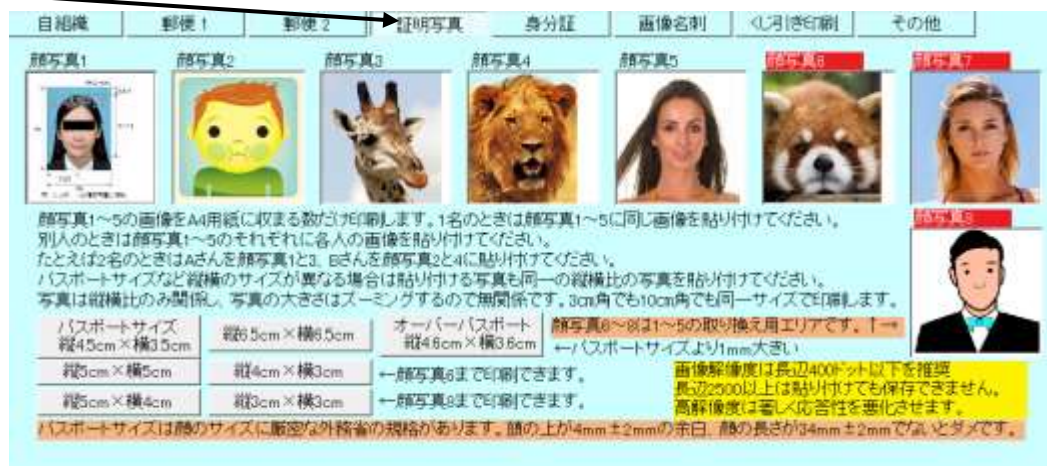 自組織 郵便1 郵便2 証明写真 身分証 画像名刺 くじ引き印刷 その他
顔写真1 顔写真2 顔写真3 顔写真4 顔写真5 顔写真6 顔写真7
顔写真1～5の画像をA4用紙に収まる数だけ印刷します。1名のときは顔写真1～5に同じ画像を貼り付けてください。
別人のときは顔写真1～5のそれぞれに各人の画像を貼り付けてください。
たとえば2名のときはAさんを顔写真1と3、Bさんを顔写真2と4に貼り付けてください。
パスポートサイズなど縦横のサイズが異なる場合は貼り付ける写真も同一の縦横比の写真を貼り付けてください。
写真は縦横比のみ関係し、写真の大きさはズーミングするので無関係です。3cm角でも10cm角でも同一サイズで印刷します。
顔写真8
パスポートサイズ
縦4.5cm×横3.5cm
縦6.5cm×横6.5cm
オーバーパスポート
縦4.6cm×横3.6cm
顔写真6～8は1～5の取り換え用エリアです。↑→
←パスポートサイズより1mm大きい
縦5cm×横5cm 縦4cm×横3cm ←顔写真6まで印刷できます。
縦5cm×横4cm 縦3cm×横3cm ←顔写真8まで印刷できます。
画像解像度は長辺400ドット以下を推奨
長辺2500以上は貼り付けても保存できません。
高解像度は著しく応答性を悪化させます。
パスポートサイズは顔のサイズに厳密な外務省の規格があります。顔の上が4mm±2mmの余白、顔の長さが34mm±2mmでないとダメです。